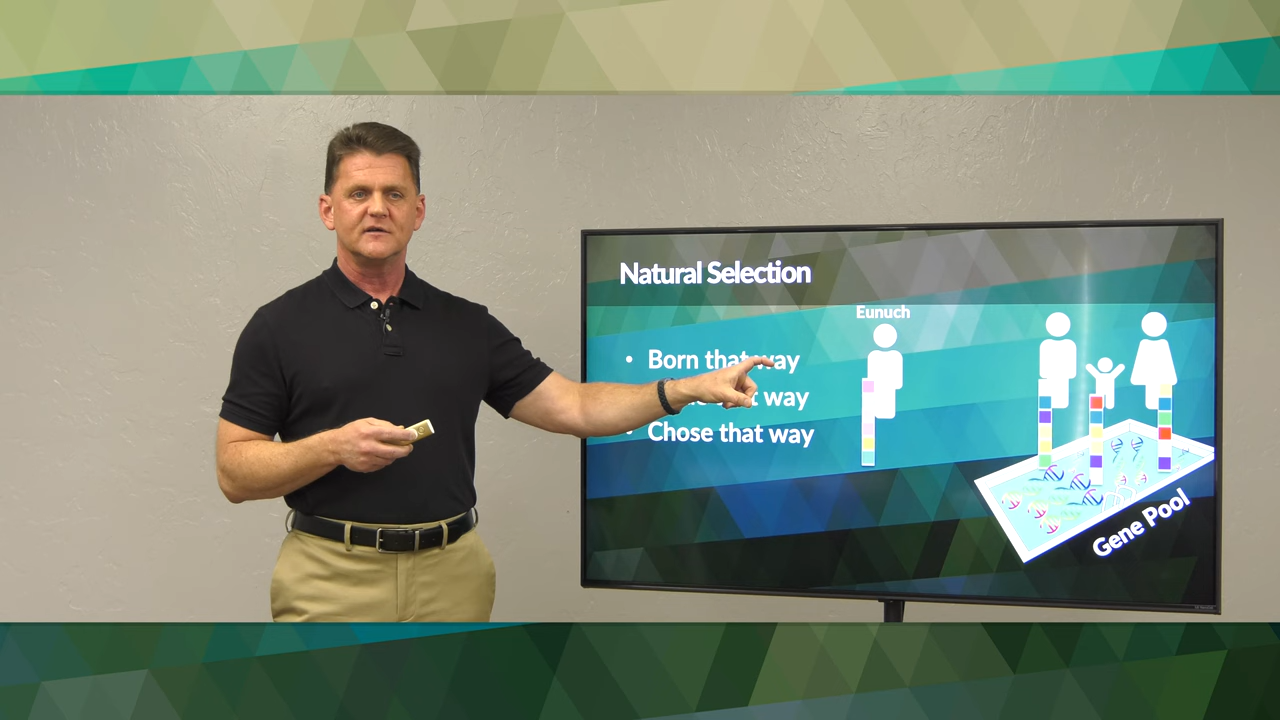 Natural Selection
Eunuch
• Born that way
way
• Chose that way
Gene Pool